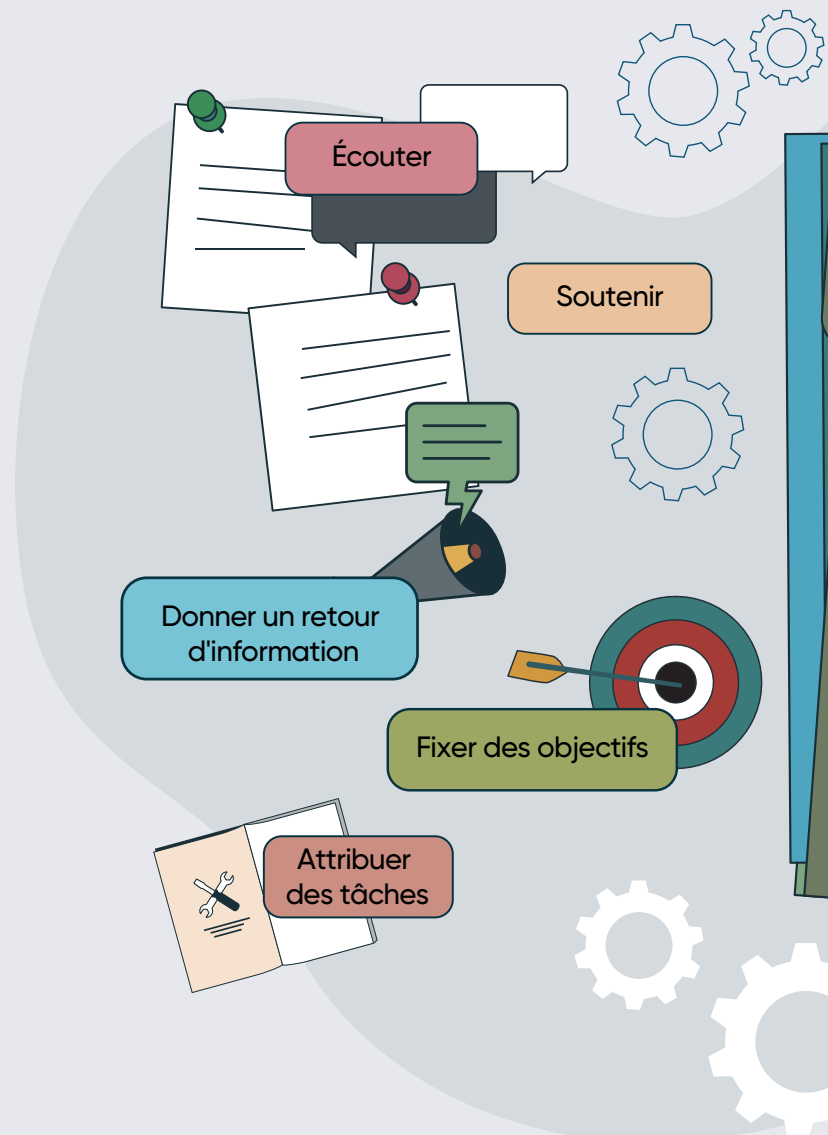 Écouter
Soutenir
Donner un retour
d'information
Fixer des objectifs
Attribuer
des tâches